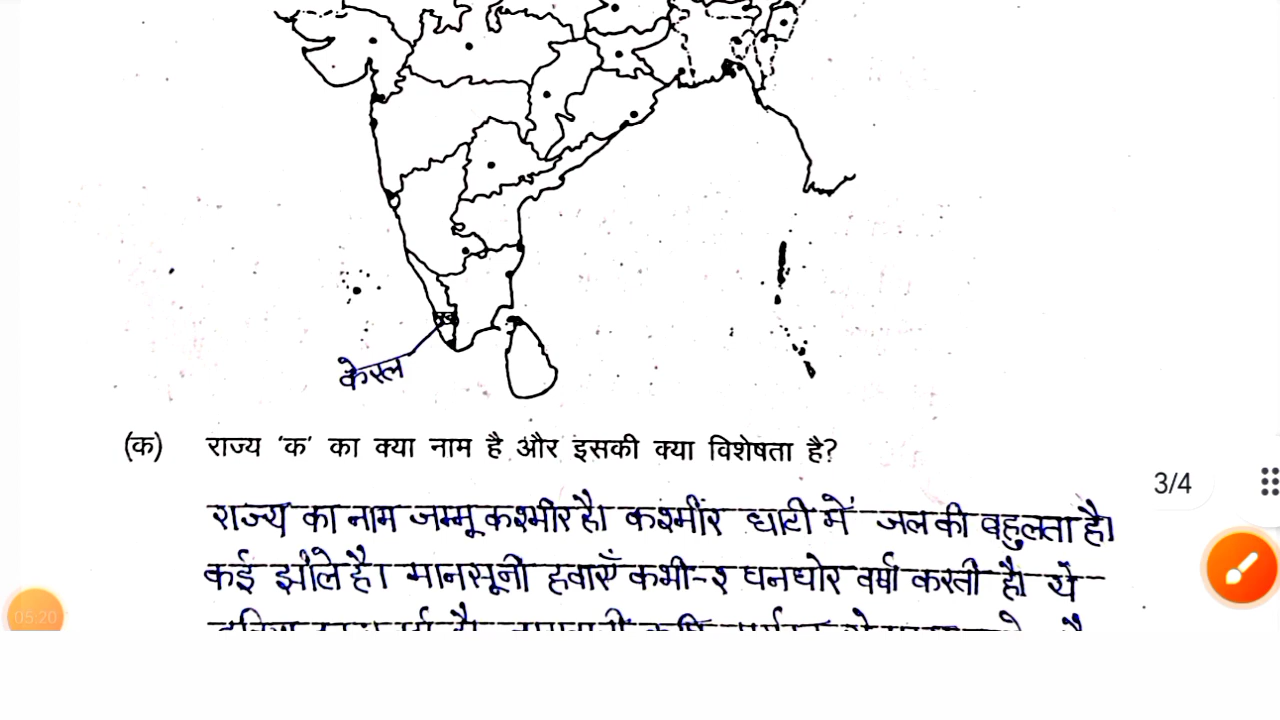 केरल
(क) राज्य 'क' का क्या नाम है और इसकी क्या विशेषता है?
3/4
राज्य का नाम जम्मू कश्मीर है। कश्मीर घाटी में जल की बहुलता है।
कई झीले है। मानसूनी हवाएँ कभी-२ घनघोर वर्षा करती है। ये
05:20